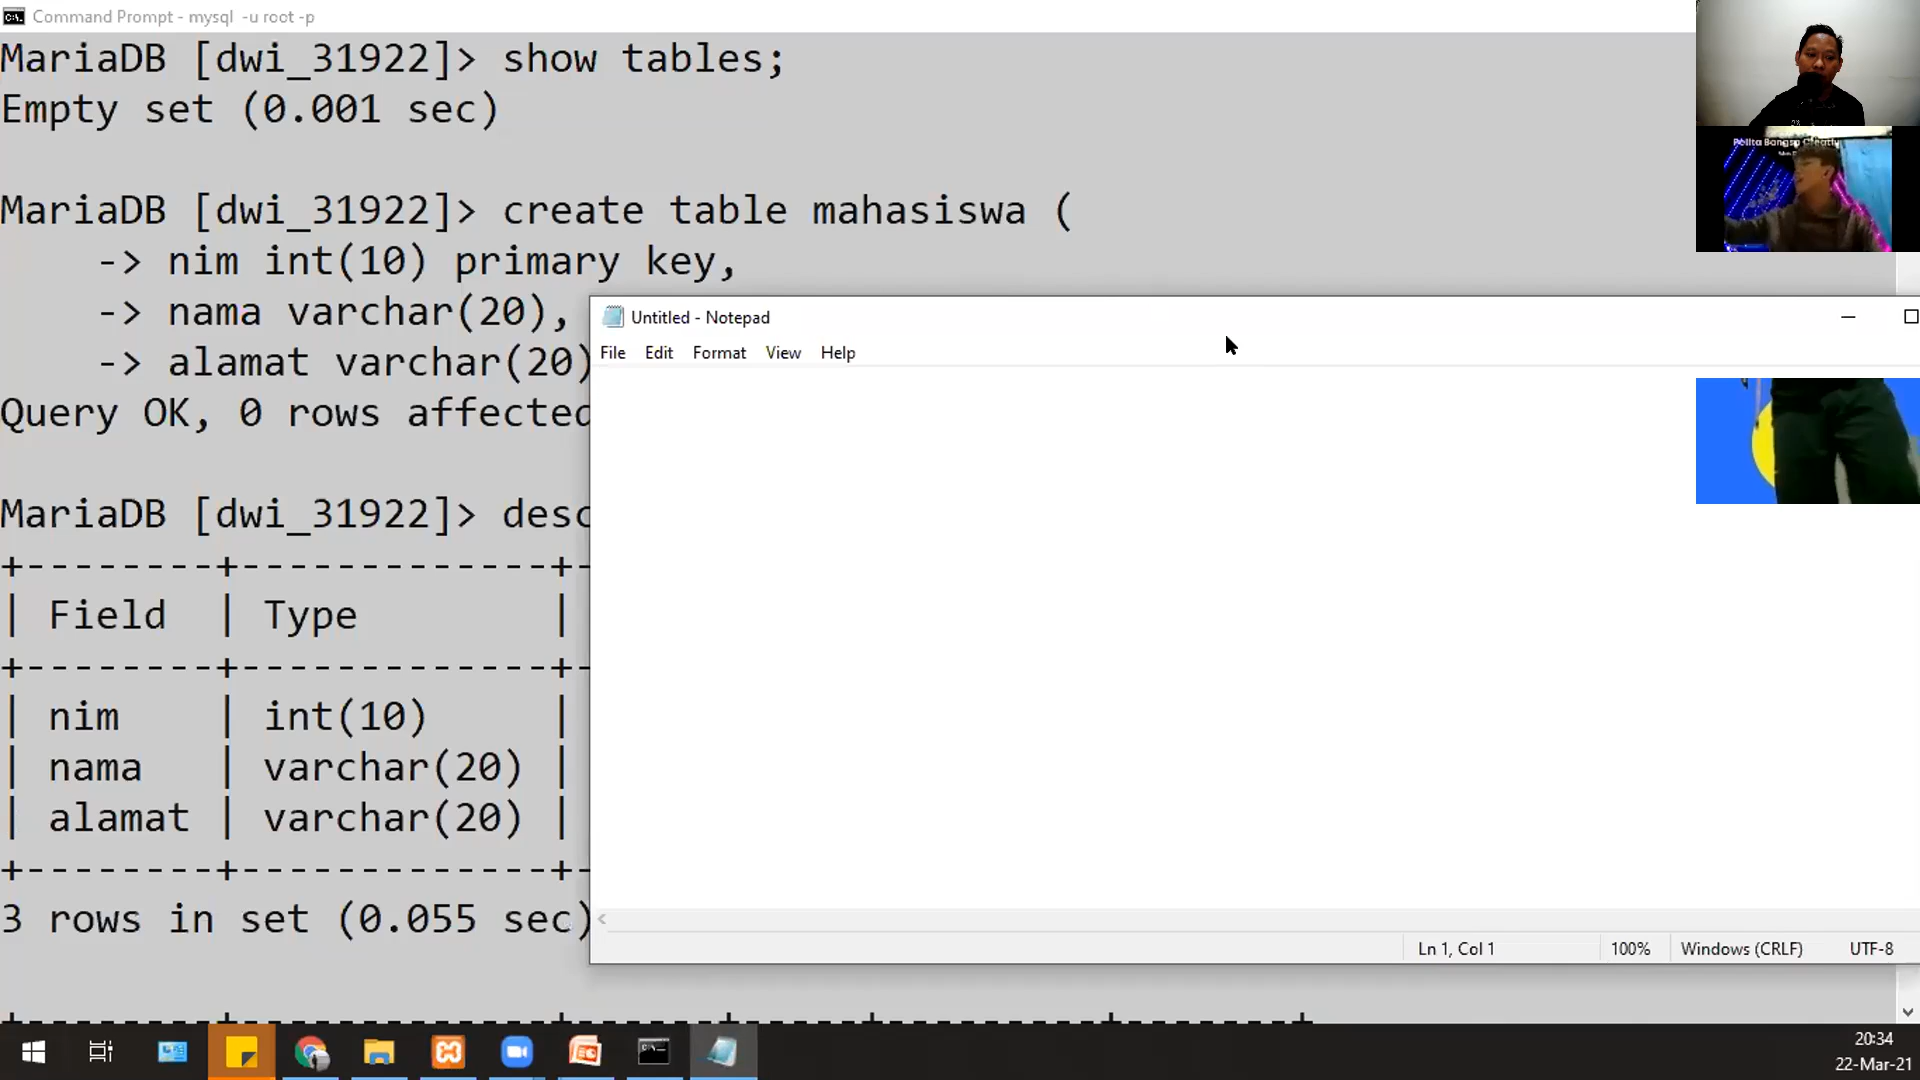 Command Prompt - mysql -u root -p
MariaDB [dwi_31922]> show tables;
Empty set (0.001 sec)
MariaDB [dwi_31922]> create table mahasiswa (
-> nim int(10) primary key,
-> nama varchar(20),
-> alamat varchar(20)
Query OK, 0 rows affected
MariaDB [dwi_31922]> desc
+--------+-------------+-
| Field | Type |
+--------+-------------+-
| nim | int(10) |
| nama | varchar(20) |
| alamat | varchar(20) |
+--------+-------------+-
3 rows in set (0.055 sec)
Pelita Bangsa
Untitled - Notepad
File Edit Format View Help
Ln 1, Col 1 100% Windows (CRLF) UTF-8
20:34
22-Mar-21